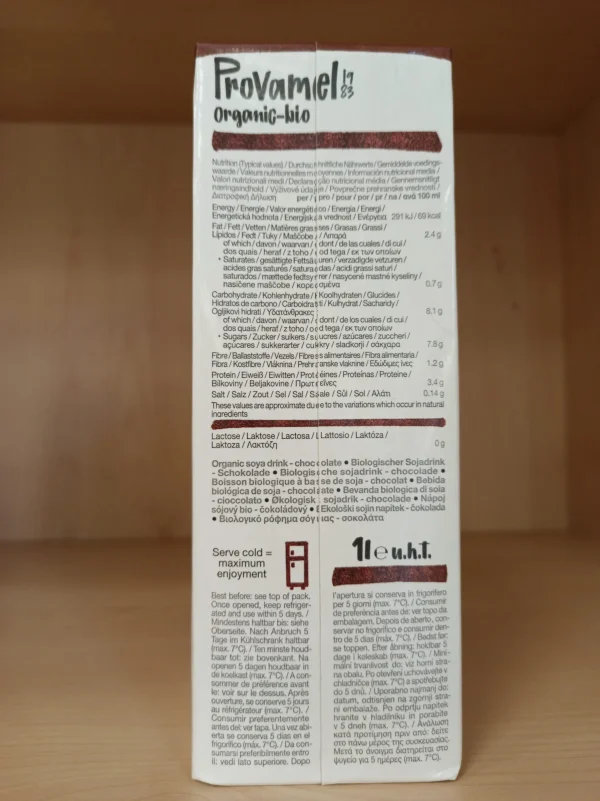 Provamel 19
83
Organic-bio
Nutrition (Typical values) / Durchschnittliche Nährwerte / Gemiddelde voedings-
waarde / Valeurs nutritionnelles moyennes / Información nutricional media /
Valori nutrizionali medi / Declaração nutricional média / Gennemsnitligt
næringsindhold / Výživové údaje / Povprečne prehranske vrednosti /
Διατροφική Δήλωση per / pro / pour / por / pr / na / ανά 100 ml
Energy / Energie / Valor energético / Energia / Energi /
Energetická hodnota / Energijska vrednost / Ενέργεια 291 kJ / 69 kcal
Fat / Fett / Vetten / Matières grasses / Grasas / Grassi /
Lípidos / Fedt / Tuky / Maščobe / Λιπαρά 2.4 g
of which / davon / waarvan / dont / de las cuales / di cui /
dos quais / heraf / z toho / od tega / εκ των οποίων
• Saturates / gesättigte Fettsäuren / verzadigde vetzuren /
acides gras saturés / saturadas / acidi grassi saturi /
saturados / mættede fedtsyrer / nasycené mastné kyseliny /
nasičene maščobe / κορεσμένα 0.7 g
Carbohydrate / Kohlenhydrate / Koolhydraten / Glucides /
Hidratos de carbono / Carboidrati / Kulhydrat / Sacharidy /
Ogljikovi hidrati / Υδατάνθρακες 8.1 g
of which / davon / waarvan / dont / de los cuales / di cui /
dos quais / heraf / z toho / od tega / εκ των οποίων
• Sugars / Zucker / suikers / sucres / azúcares / zuccheri /
açúcares / sukkerarter / cukry / sladkorji / σάκχαρα 7.8 g
Fibre / Ballaststoffe / Vezels / Fibres alimentaires / Fibra alimentaria /
Fibra / Kostfibre / Vláknina / Prehranske vlaknine / Εδώδιμες ίνες 1.2 g
Protein / Eiweiß / Eiwitten / Protéines / Proteínas / Proteine /
Bílkoviny / Beljakovine / Πρωτεΐνες 3.4 g
Salt / Salz / Zout / Sel / Sal / Sale / Sůl / Sol / Αλάτι 0.14 g
These values are approximate due to the variations which occur in natural
ingredients
Lactose / Laktose / Lactosa / Lattosio / Laktóza /
Laktoza / Λακτόζη 0 g
Organic soya drink - chocolate • Biologischer Sojadrink
- Schokolade • Biologische sojadrink - chocolade •
Boisson biologique à base de soja - chocolat • Bebida
biológica de soja - chocolate • Bevanda biologica di soia
- cioccolato • Økologisk sojadrik - chokolade • Nápoj
sójový bio - čokoládový • Ekološki sojin napitek - čokolada
• Βιολογικό ρόφημα σόγιας - σοκολάτα
Serve cold =
maximum
enjoyment
1l e u.h.t.
Best before: see top of pack.
Once opened, keep refriger-
ated and use within 5 days. /
Mindestens haltbar bis: siehe
Oberseite. Nach Anbruch 5
Tage im Kühlschrank haltbar
(max. 7°C). / Ten minste houd-
baar tot: zie bovenkant. Na
openen 5 dagen houdbaar in
de koelkast (max. 7°C). / A con-
sommer de préférence avant
le: voir sur le dessus. Après
ouverture, se conserve 5 jours
au réfrigérateur (max. 7°C). /
Consumir preferentemente
antes del: ver tapa. Una vez abi-
erta se conserva 5 días en el
frigorífico (máx. 7°C). / Da con-
sumarsi preferibilmente entro
il: vedi lato superiore. Dopo
l'apertura si conserva in frigorifero
per 5 giorni (max. 7°C). / Consumir
de preferência antes de: ver topo da
embalagem. Depois de aberto, con-
servar no frigorífico e consumir den-
tro de 5 dias (máx. 7°C). / Bedst før:
se toppen. Efter åbning: holdbar 5
dage i køleskab (max. 7°C). / Mini-
mální trvanlivost do: viz horní stra-
na obalu. Po otevření uchovávejte v
chladničce (max. 7°C) a spotřebujte
do 5 dnů. / Uporabno najmanj do:
datum, odtisnjen na zgornji stra-
ni embalaže. Po odprtju napitek
hranite v hladilniku in porabite
v 5 dneh (max. 7°C). / Ανάλωση
κατά προτίμηση πριν από: δείτε
στο πάνω μέρος της συσκευασίας.
Μετά το άνοιγμα διατηρείται στο
ψυγείο για 5 ημέρες (max. 7°C).